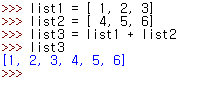 >>> list1 = [ 1, 2, 3]
>>> list2 = [ 4, 5, 6]
>>> list3 = list1 + list2
>>> list3
[1, 2, 3, 4, 5, 6]
>>>